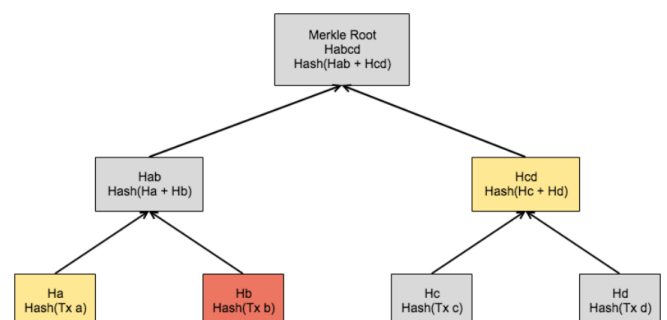 Merkle Root
Habcd
Hash(Hab + Hcd)
Hab
Hash(Ha + Hb)
Hcd
Hash(Hc + Hd)
Ha
Hash(Tx a)
Hb
Hash(Tx b)
Hc
Hash(Tx c)
Hd
Hash(Tx d)